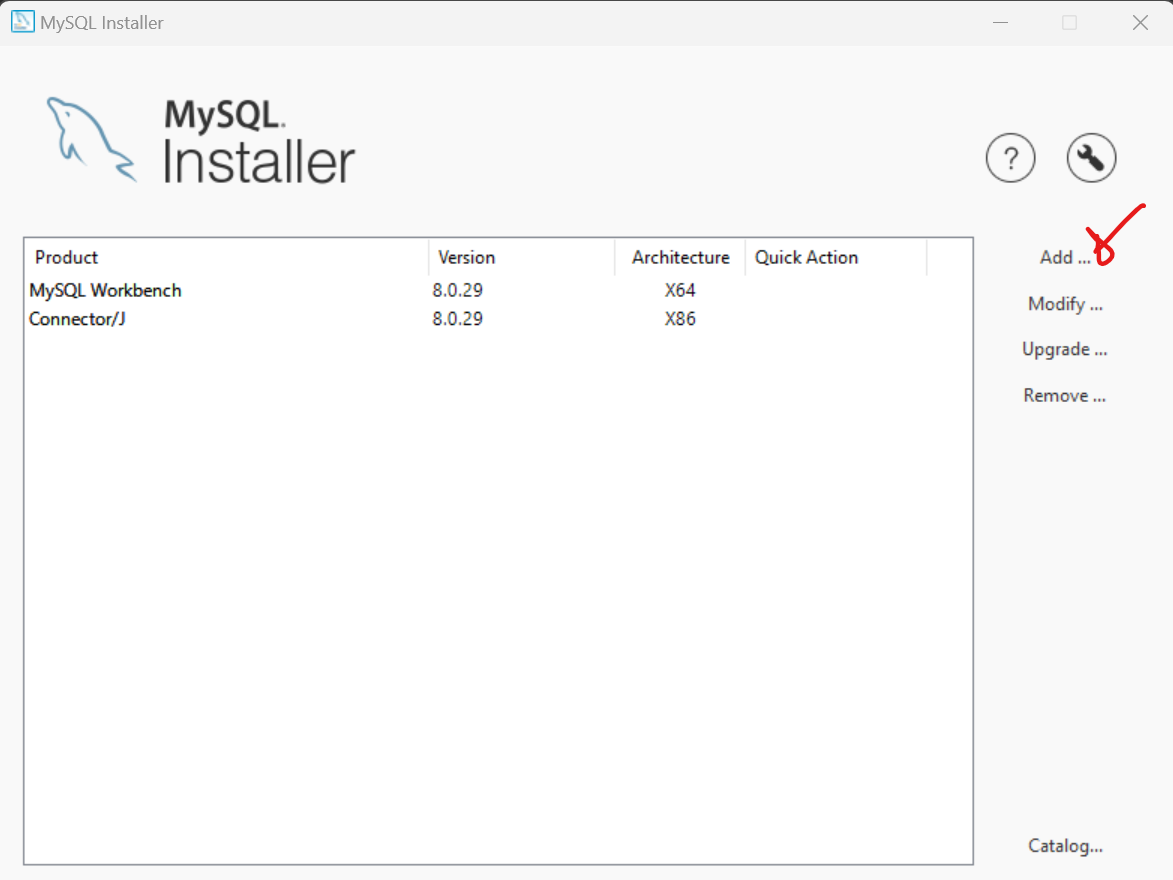 MySQL Installer
MySQL.
Installer
?
Product Version Architecture Quick Action
MySQL Workbench 8.0.29 X64
Connector/J 8.0.29 X86
Add ...
Modify ...
Upgrade ...
Remove ...
Catalog...